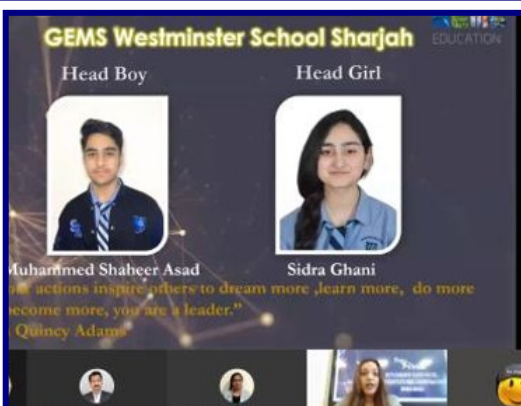 GEMS Westminster School Sharjah
EDUCATION
Head Boy
Head Girl
Muhammed Shaheer Asad
Sidra Ghani
actions inspire others to dream more ,learn more, do more
become more, you are a leader."
Quincy Adams